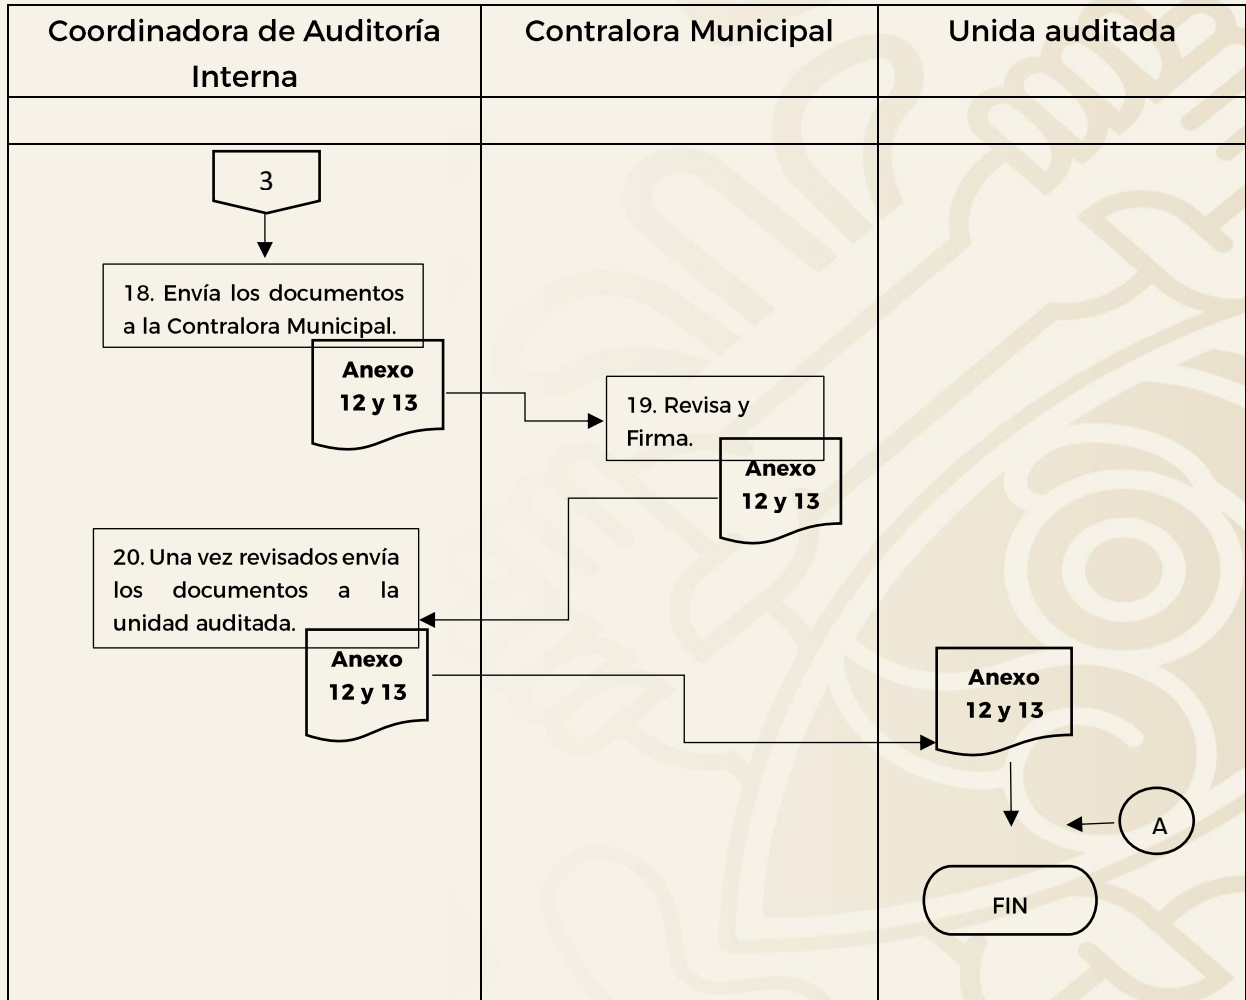 Coordinadora de Auditoría
Interna
Contralora Municipal
Unida auditada
3
18. Envía los documentos
a la Contralora Municipal.
Anexo
12 y 13
19. Revisa y
Firma.
Anexo
12 y 13
20. Una vez revisados envía
los documentos a la
unidad auditada.
Anexo
12 y 13
Anexo
12 y 13
A
FIN